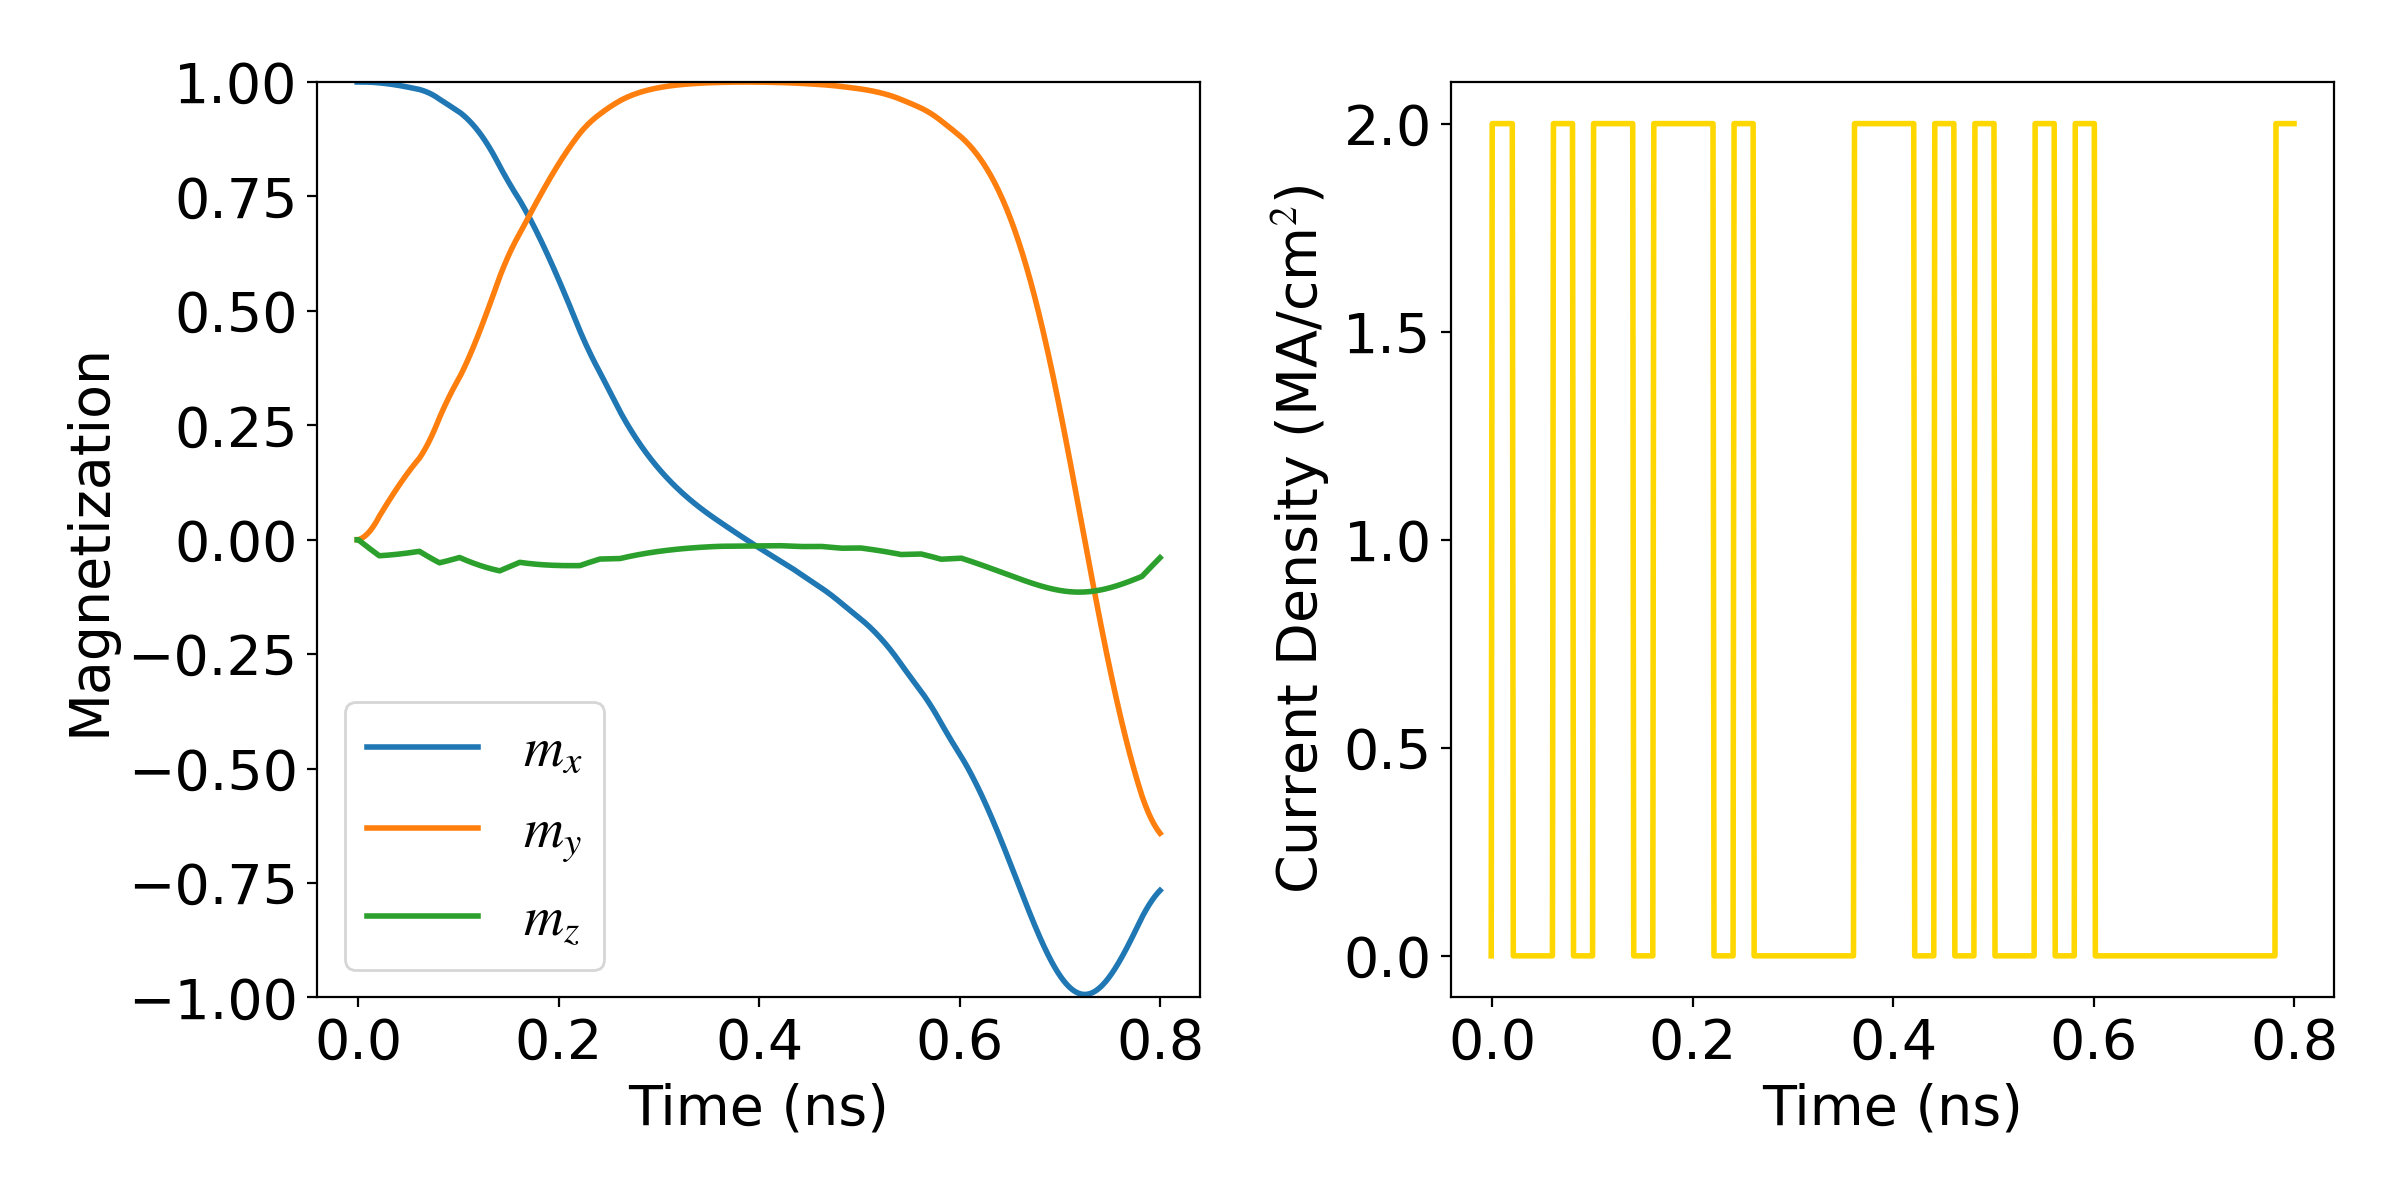 1.00
0.75
0.50
0.25
0.00
−0.25
−0.50
−0.75
−1.00
Magnetization
m_x
m_y
m_z
0.0 0.2 0.4 0.6 0.8
Time (ns)
2.0
1.5
1.0
0.5
0.0
Current Density (MA/cm²)
0.0 0.2 0.4 0.6 0.8
Time (ns)